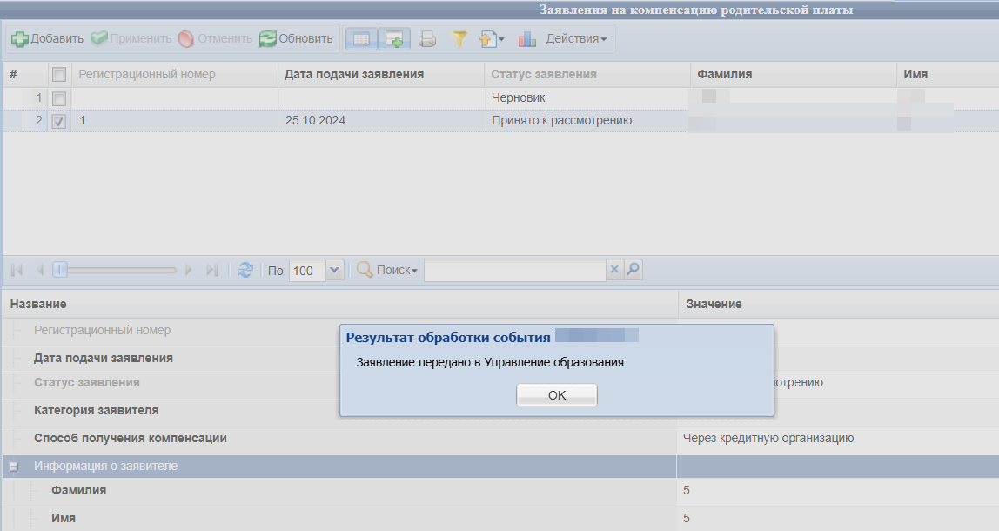 Заявления на компенсацию родительской платы
Добавить Применить Отменить Обновить Действия
# Регистрационный номер Дата подачи заявления Статус заявления Фамилия Имя
1 Черновик
2 1 25.10.2024 Принято к рассмотрению
По: 100 Поиск
Название Значение
Регистрационный номер
Дата подачи заявления
Статус заявления отрению
Категория заявителя
Способ получения компенсации Через кредитную организацию
Информация о заявителе
Фамилия 5
Имя 5
Результат обработки события
Заявление передано в Управление образования
OK